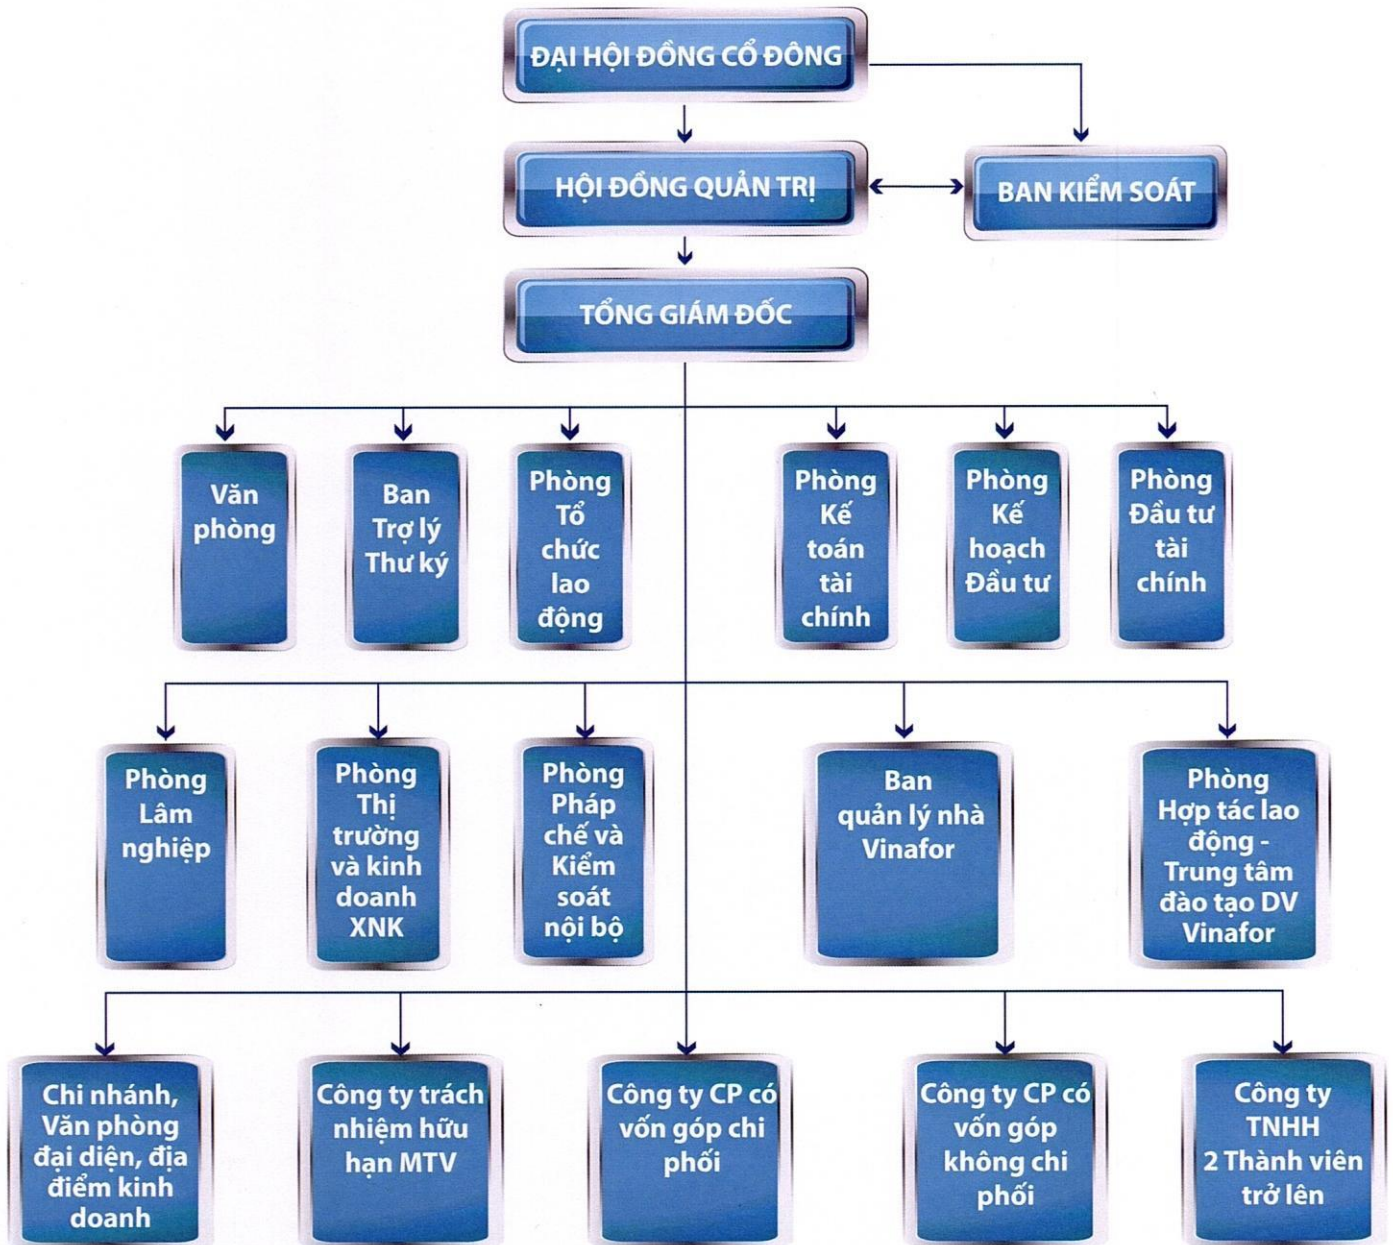 ĐẠI HỘI ĐỒNG CỔ ĐÔNG
HỘI ĐỒNG QUẢN TRỊ
BAN KIỂM SOÁT
TỔNG GIÁM ĐỐC
Văn
phòng
Ban
Trợ lý
Thư ký
Phòng
Tổ
chức
lao
động
Phòng
Kế
toán
tài
chính
Phòng
Kế
hoạch
Đầu tư
Phòng
Đầu tư
tài
chính
Phòng
Lâm
nghiệp
Phòng
Thị
trường
và kinh
doanh
XNK
Phòng
Pháp
chế và
Kiểm
soát
nội bộ
Ban
quản lý nhà
Vinafor
Phòng
Hợp tác lao
động -
Trung tâm
đào tạo DV
Vinafor
Chi nhánh,
Văn phòng
đại diện, địa
điểm kinh
doanh
Công ty trách
nhiệm hữu
hạn MTV
Công ty CP có
vốn góp chi
phối
Công ty CP có
vốn góp
không chi
phối
Công ty
TNHH
2 Thành viên
trở lên